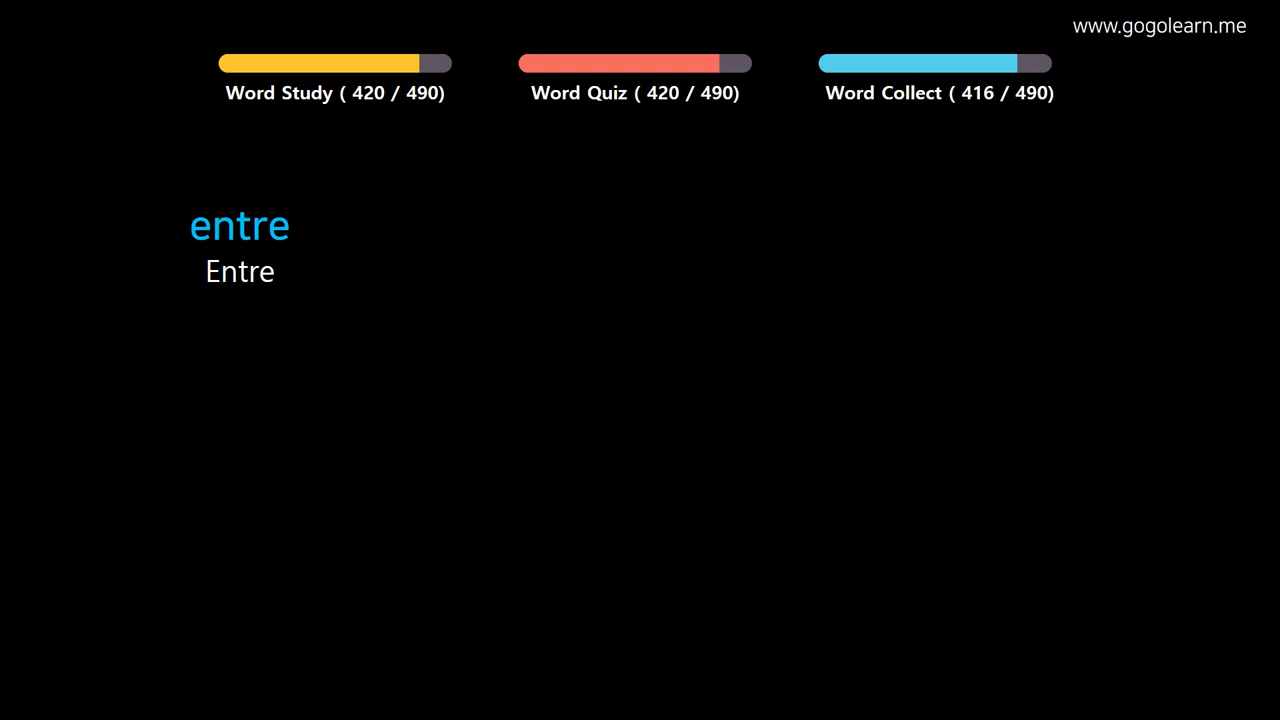 www.gogolearn.me
Word Study ( 420 / 490)
Word Quiz ( 420 / 490)
Word Collect ( 416 / 490)
entre
Entre